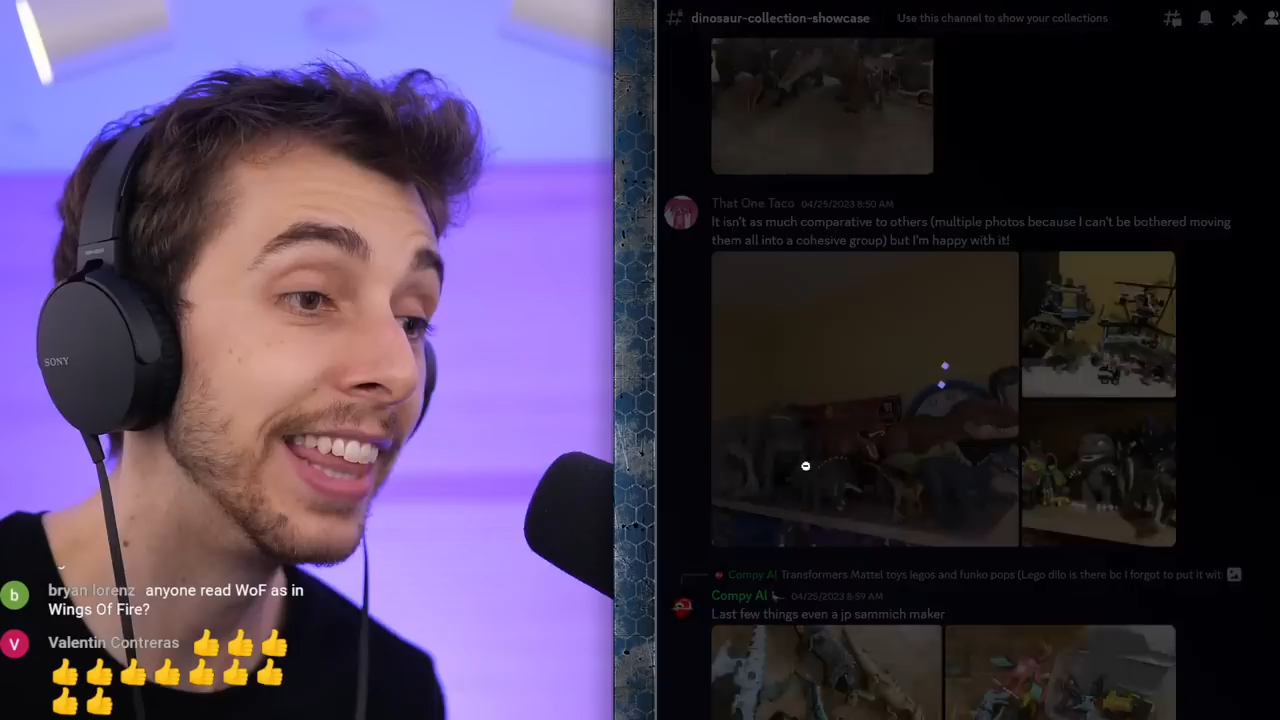 SONY
bryan lorenz anyone read WoF as in
Wings Of Fire?
Valentin Contreras
dinosaur-collection-showcase
Use this channel to show your collections
That One Taco 04/25/2023 8:50 AM
It isn't as much comparative to others (multiple photos because I can't be bothered moving
them all into a cohesive group) but I'm happy with it!
Compy AI Transformers Mattel toys legos and funko pops (Lego dilo is there bc I forgot to put it wit
Compy AI 04/25/2023 8:59 AM
Last few things even a jp sammich maker